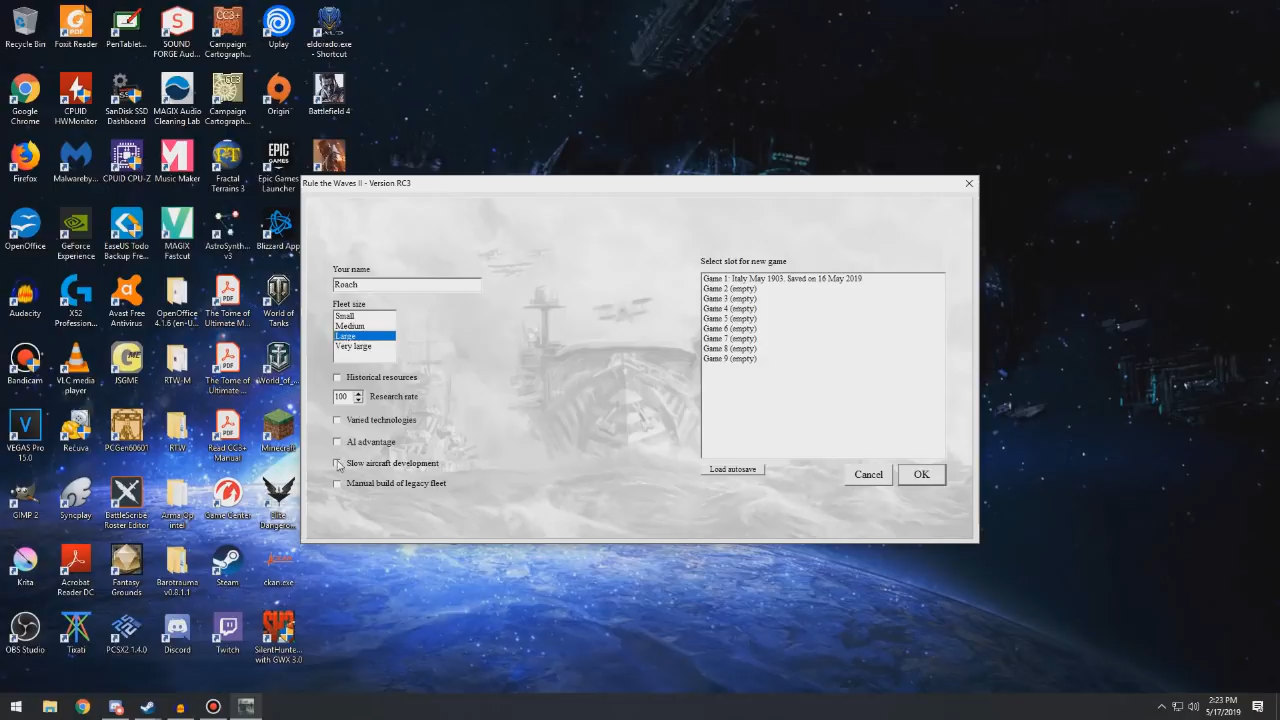 Recycle Bin
Foxit Reader
PenTablet...
SOUND
FORGE Aud...
Campaign
Cartograph...
Uplay
eldorado.exe
- Shortcut
Google
Chrome
CPUID
HWMonitor
SanDisk SSD
Dashboard
MAGIX Audio
Cleaning Lab
Campaign
Cartograph...
Origin
Battlefield 4
Firefox
Malwareby...
CPUID CPU-Z
Music Maker
Fractal
Terrains 3
Epic Games
Launcher
OpenOffice
GeForce
Experience
EaseUS Todo
Backup Fre...
MAGIX
Fastcut
AstroSynth...
v3
Blizzard App
Audacity
X52
Profession...
Avast Free
Antivirus
OpenOffice
4.1.6 (en-U...
The Tome of
Ultimate M...
World of
Tanks
Bandicam
VLC media
player
JSGME
RTW-M
The Tome of
Ultimate ...
World_of_...
VEGAS Pro
15.0
Recuva
PCGen60601
RTW
Read CC3+
Manual
Minecraft
GIMP 2
Syncplay
BattleScribe
Roster Editor
Arma Op
intel
Game Center
Elite
Dangero...
Krita
Acrobat
Reader DC
Fantasy
Grounds
Barotrauma
v0.8.1.1
Steam
ckan.exe
OBS Studio
Tixati
PCSX2 1.4.0
Discord
Twitch
SilentHunte...
with GWX 3.0
Rule the Waves II - Version RC3
Your name
Roach
Fleet size
Small
Medium
Large
Very large
Historical resources
100 Research rate
Varied technologies
AI advantage
Slow aircraft development
Manual build of legacy fleet
Select slot for new game
Game 1: Italy May 1903. Saved on 16 May 2019
Game 2 (empty)
Game 3 (empty)
Game 4 (empty)
Game 5 (empty)
Game 6 (empty)
Game 7 (empty)
Game 8 (empty)
Game 9 (empty)
Load autosave
Cancel
OK
2:23 PM
5/17/2019